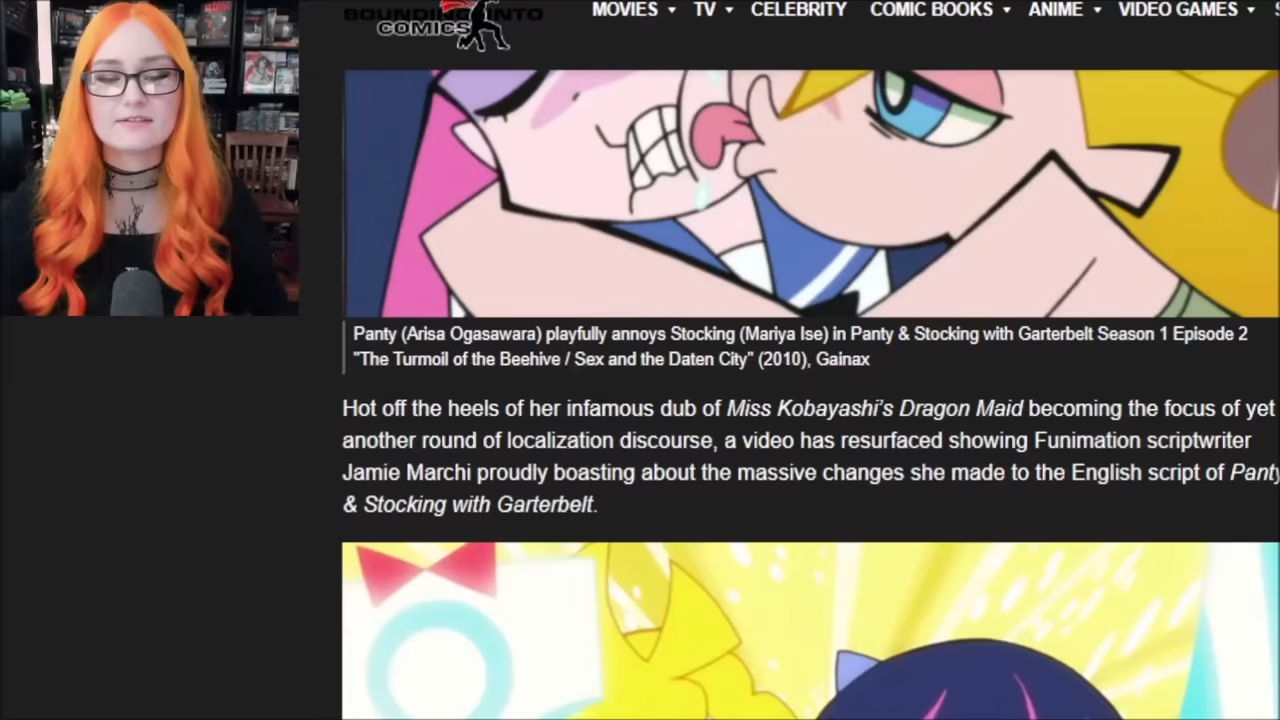 BOUNDING INTO
COMICS
MOVIES TV CELEBRITY COMIC BOOKS ANIME VIDEO GAMES
Panty (Arisa Ogasawara) playfully annoys Stocking (Mariya Ise) in Panty & Stocking with Garterbelt Season 1 Episode 2
"The Turmoil of the Beehive / Sex and the Daten City" (2010), Gainax
Hot off the heels of her infamous dub of Miss Kobayashi's Dragon Maid becoming the focus of yet
another round of localization discourse, a video has resurfaced showing Funimation scriptwriter
Jamie Marchi proudly boasting about the massive changes she made to the English script of Panty
& Stocking with Garterbelt.